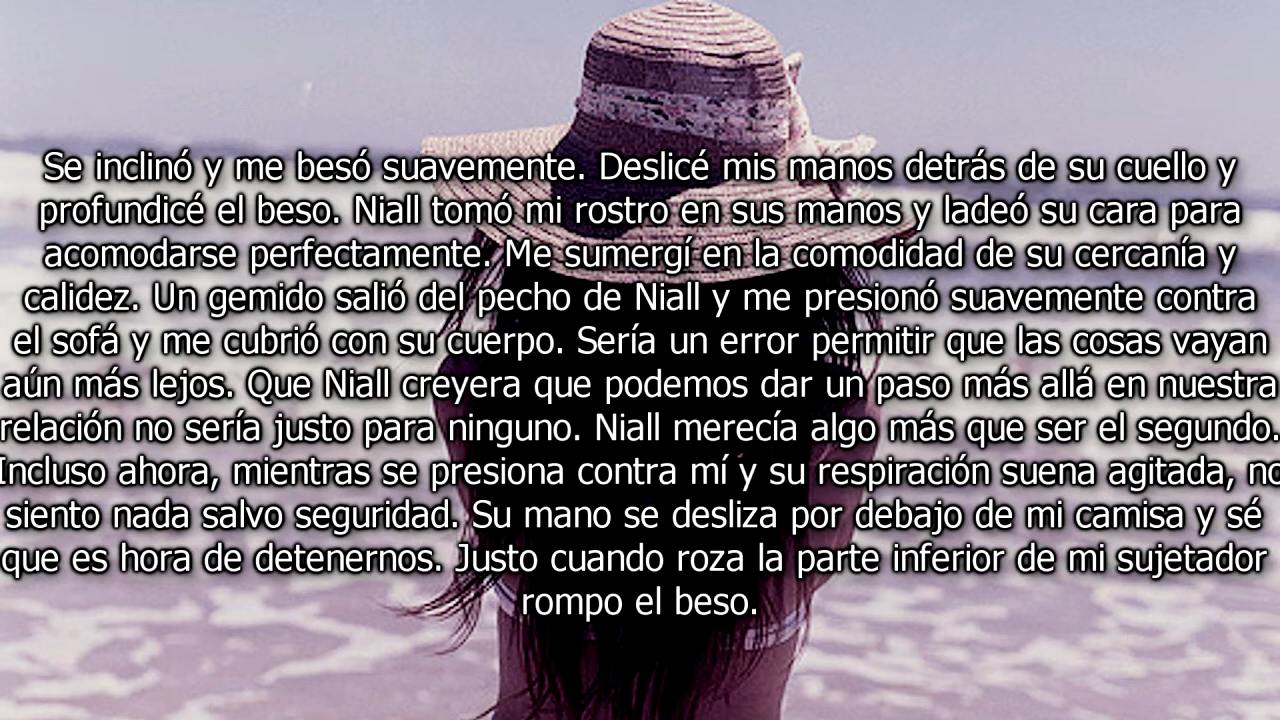 Se inclinó y me besó suavemente. Deslicé mis manos detrás de su cuello y
profundicé el beso. Niall tomó mi rostro en sus manos y ladeó su cara para
acomodarse perfectamente. Me sumergí en la comodidad de su cercanía y
calidez. Un gemido salió del pecho de Niall y me presionó suavemente contra
el sofá y me cubrió con su cuerpo. Sería un error permitir que las cosas vayan
aún más lejos. Que Niall creyera que podemos dar un paso más allá en nuestra
relación no sería justo para ninguno. Niall merecía algo más que ser el segundo.
Incluso ahora, mientras se presiona contra mí y su respiración suena agitada, no
siento nada salvo seguridad. Su mano se desliza por debajo de mi camisa y sé
que es hora de detenernos. Justo cuando roza la parte inferior de mi sujetador
rompo el beso.